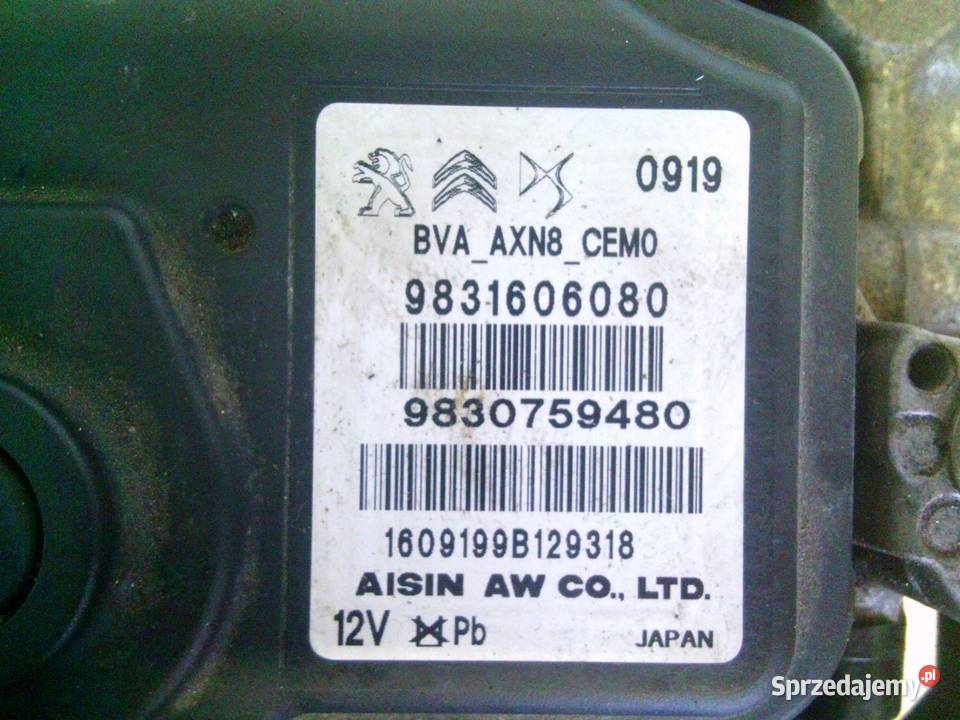 0919
BVA_AXN8_CEMO
9831606080
9830759480
1609199B129318
AISIN AW CO., LTD.
12V Pb JAPAN
Sprzedajemy.pl